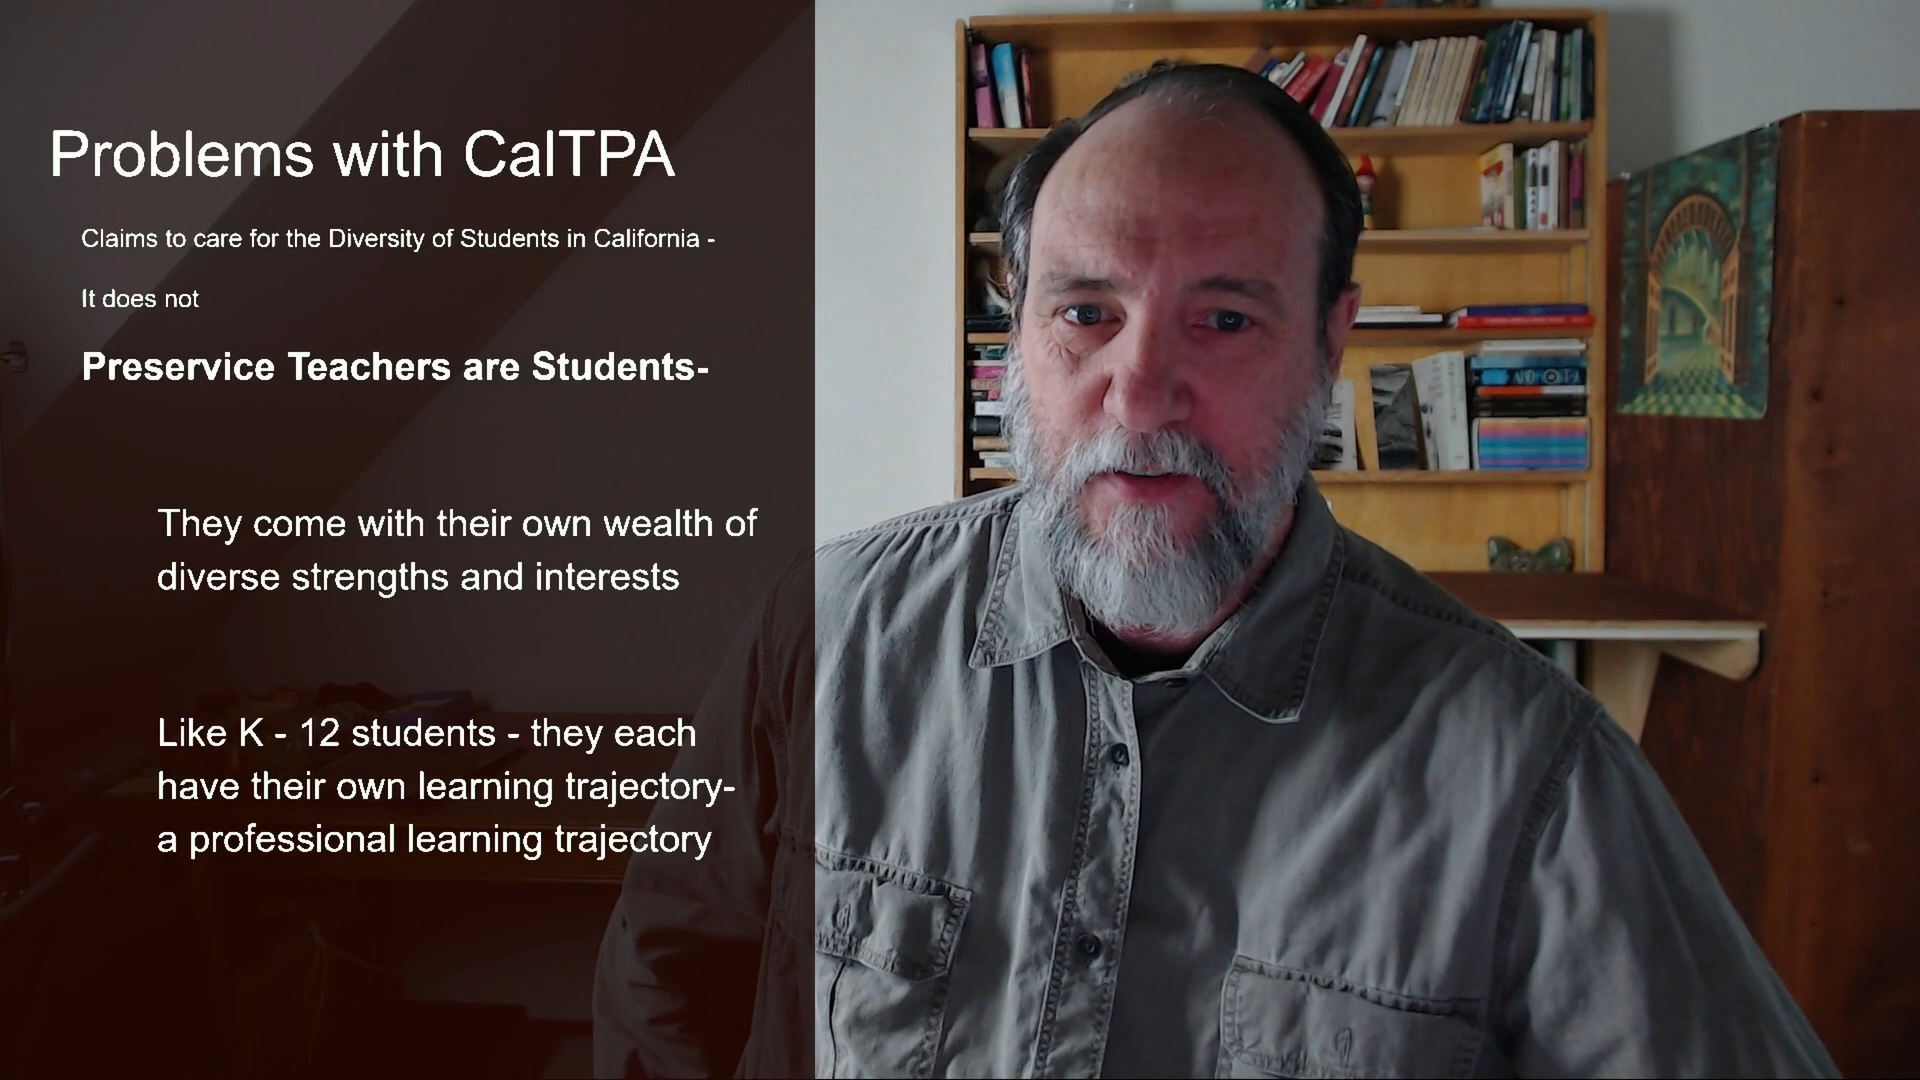 Problems with CalTPA
Claims to care for the Diversity of Students in California -
It does not
Preservice Teachers are Students-
They come with their own wealth of
diverse strengths and interests
Like K - 12 students - they each
have their own learning trajectory-
a professional learning trajectory